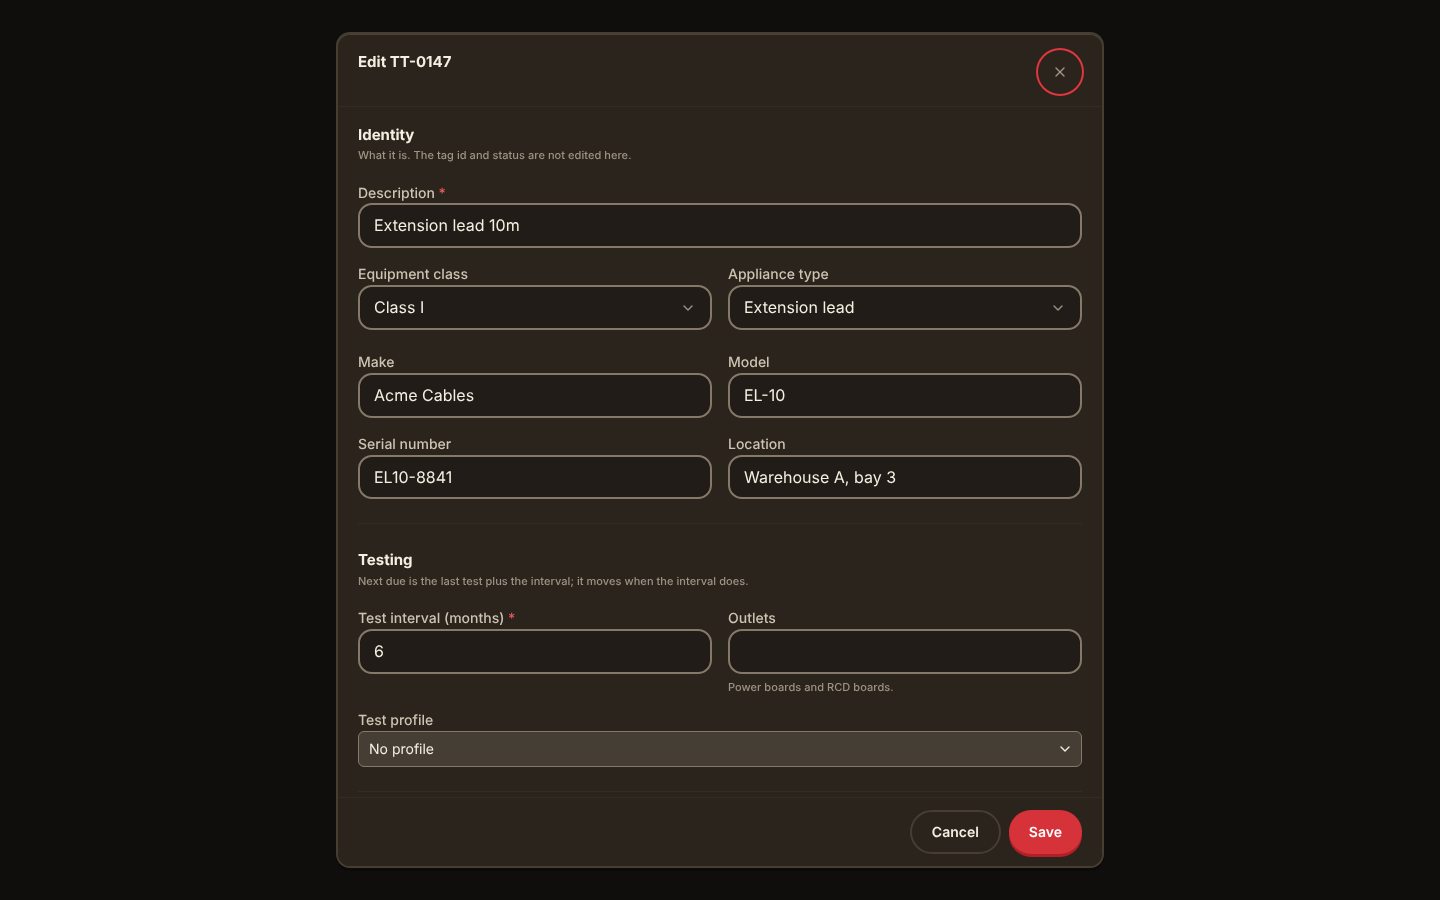 Edit TT-0147
Identity
What it is. The tag id and status are not edited here.
Description *
Extension lead 10m
Equipment class
Appliance type
Class I
Extension lead
Make
Model
Acme Cables
EL-10
Serial number
Location
EL10-8841
Warehouse A, bay 3
Testing
Next due is the last test plus the interval; it moves when the interval does.
Test interval (months) *
Outlets
6
Power boards and RCD boards.
Test profile
No profile
Cancel
Save